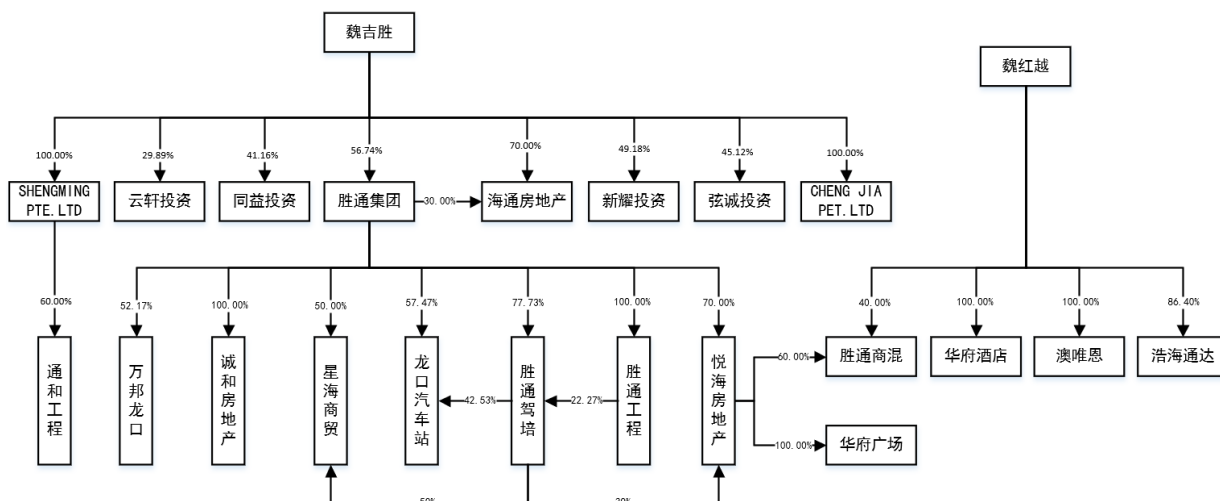 魏吉胜
魏红越
100.00%
29.89%
41.16%
56.74%
70.00%
49.18%
45.12%
100.00%
SHENGMING
PTE.LTD
云轩投资
同益投资
胜通集团
30.00%
海通房地产
新耀投资
弦诚投资
CHENG JIA
PET.LTD
60.00%
52.17%
100.00%
50.00%
57.47%
77.73%
100.00%
70.00%
40.00%
100.00%
100.00%
86.40%
通和工程
万邦龙口
诚和房地产
星海商贸
龙口汽车站
42.53%
胜通驾培
22.27%
胜通工程
悦海房地产
60.00%
胜通商混
华府酒店
澳唯恩
浩海通达
100.00%
华府广场